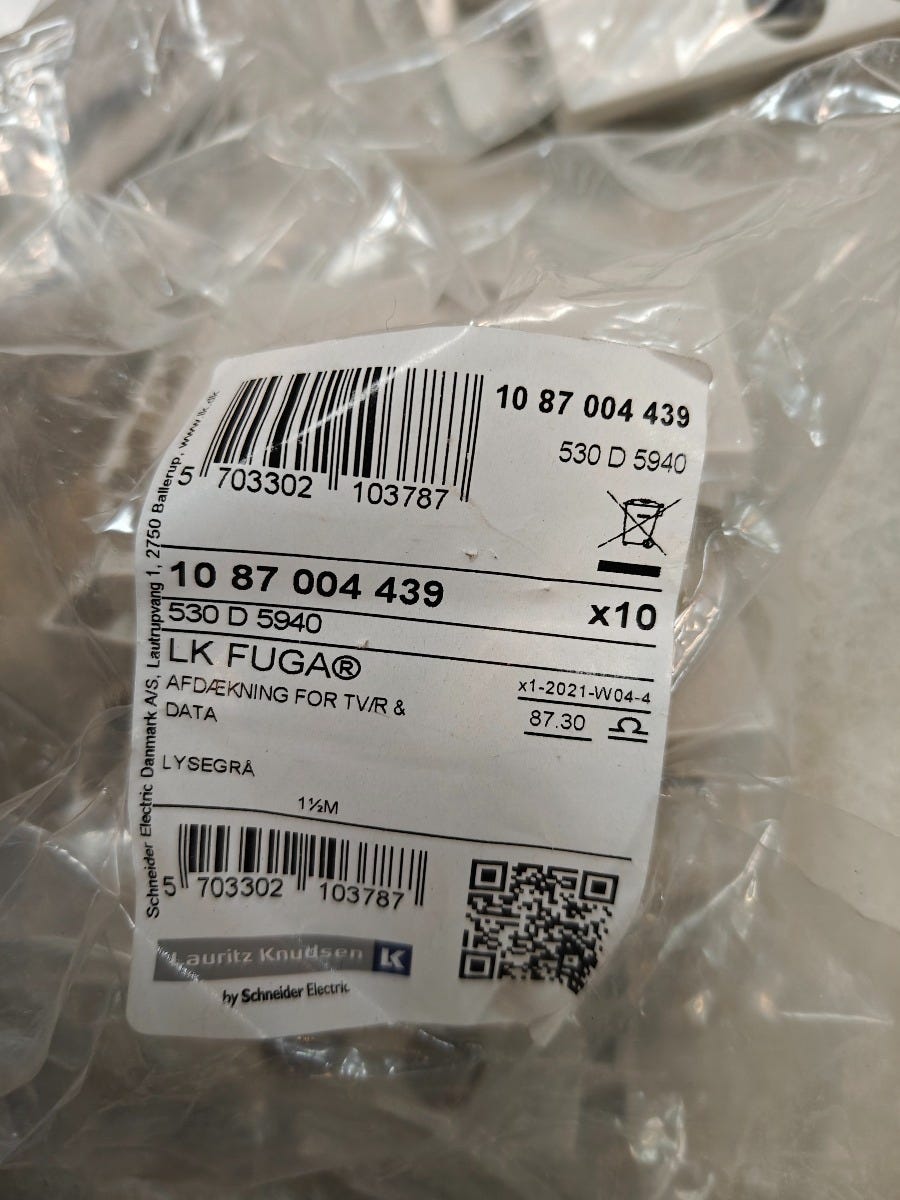 10 87 004 439
530 D 5940
5 703302 103787
10 87 004 439
x10
530 D 5940
LK FUGA®
AFDÆKNING FOR TV/R &
DATA
x1-2021-W04-4
87.30
LYSEGRÅ
1½M
5 703302 103787
Lauritz Knudsen LK
by Schneider Electric
Schneider Electric Danmark A/S, Lautrupvang 1, 2750 Ballerup, www.lk.dk